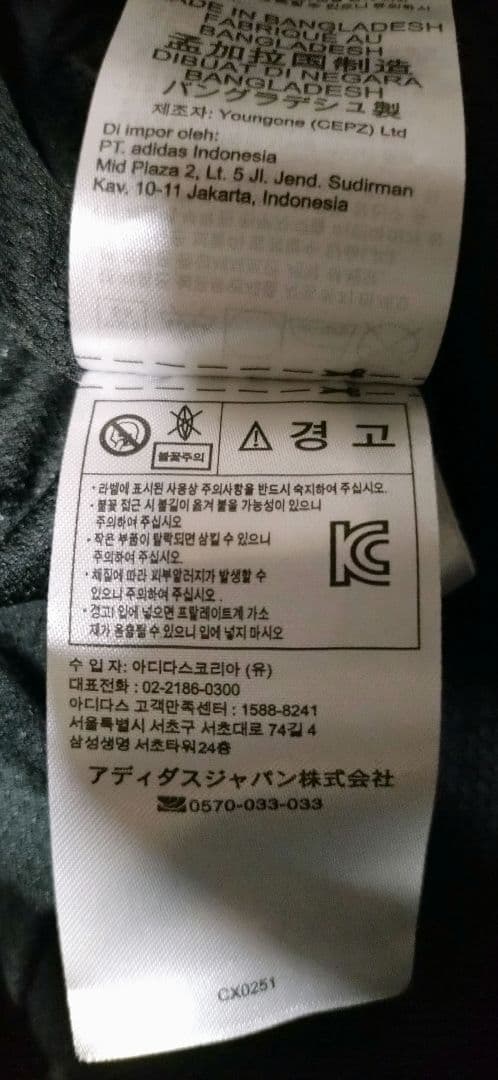 MADE IN BANGLADESH
FABRIQUE AU
BANGLADESH
孟加拉国制造
DIBUAT DI NEGARA
BANGLADESH
バングラデシュ製
제조자: Youngone (CEPZ) Ltd
Di impor oleh:
PT. adidas Indonesia
Mid Plaza 2, Lt. 5 Jl. Jend. Sudirman
Kav. 10-11 Jakarta, Indonesia
불꽃주의
경 고
• 라벨에 표시된 사용상 주의사항을 반드시 숙지하여 주십시오.
• 불꽃 접근 시 불길이 옮겨 붙을 가능성이 있으니
주의하여 주십시오
• 작은 부품이 탈락되면 삼킬 수 있으니
주의하여 주십시오.
• 체질에 따라 피부알러지가 발생할 수
있으니 주의하여 주십시오
• 경고! 입에 넣으면 프탈레이트계 가소
제가 용출될 수 있으니 입에 넣지 마시오
KC
수 입 자: 아디다스코리아 (유)
대표전화 : 02-2186-0300
아디다스 고객만족센터 : 1588-8241
서울특별시 서초구 서초대로 74길 4
삼성생명 서초타워24층
アディダスジャパン株式会社
0570-033-033
CX0251